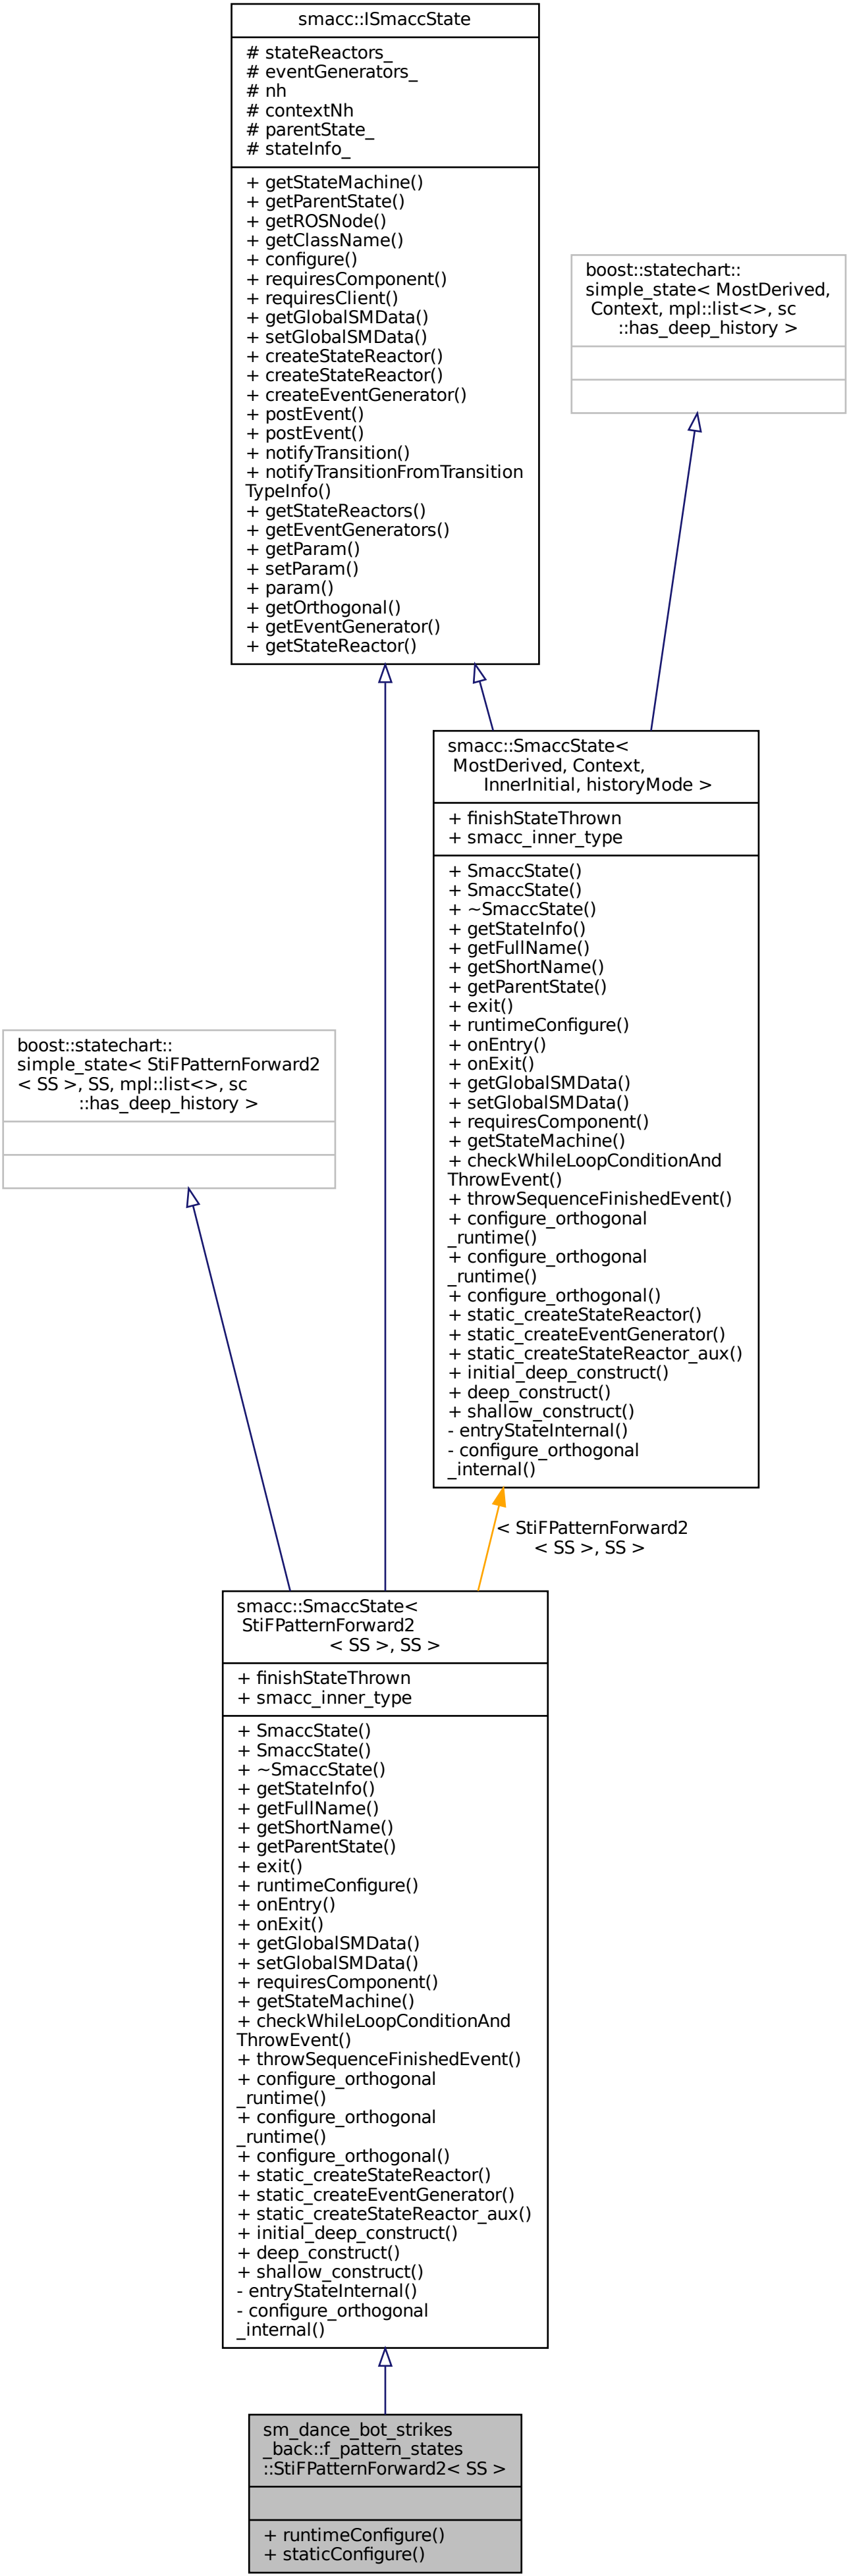 smacc::ISmaccState
# stateReactors_
# eventGenerators_
# nh
# contextNh
# parentState_
# stateInfo_
+ getStateMachine()
+ getParentState()
+ getROSNode()
+ getClassName()
+ configure()
+ requiresComponent()
+ requiresClient()
+ getGlobalSMData()
+ setGlobalSMData()
+ createStateReactor()
+ createStateReactor()
+ createEventGenerator()
+ postEvent()
+ postEvent()
+ notifyTransition()
+ notifyTransitionFromTransition
TypeInfo()
+ getStateReactors()
+ getEventGenerators()
+ getParam()
+ setParam()
+ param()
+ getOrthogonal()
+ getEventGenerator()
+ getStateReactor()
boost::statechart::
simple_state< MostDerived,
Context, mpl::list<>, sc
::has_deep_history >
smacc::SmaccState<
MostDerived, Context,
InnerInitial, historyMode >
+ finishStateThrown
+ smacc_inner_type
+ SmaccState()
+ SmaccState()
+ ~SmaccState()
+ getStateInfo()
+ getFullName()
+ getShortName()
+ getParentState()
+ exit()
+ runtimeConfigure()
+ onEntry()
+ onExit()
+ getGlobalSMData()
+ setGlobalSMData()
+ requiresComponent()
+ getStateMachine()
+ checkWhileLoopConditionAnd
ThrowEvent()
+ throwSequenceFinishedEvent()
+ configure_orthogonal
_runtime()
+ configure_orthogonal
_runtime()
+ configure_orthogonal()
+ static_createStateReactor()
+ static_createEventGenerator()
+ static_createStateReactor_aux()
+ initial_deep_construct()
+ deep_construct()
+ shallow_construct()
- entryStateInternal()
- configure_orthogonal
_internal()
boost::statechart::
simple_state< StiFPatternForward2
< SS >, SS, mpl::list<>, sc
::has_deep_history >
< StiFPatternForward2
< SS >, SS >
smacc::SmaccState<
StiFPatternForward2
< SS >, SS >
+ finishStateThrown
+ smacc_inner_type
+ SmaccState()
+ SmaccState()
+ ~SmaccState()
+ getStateInfo()
+ getFullName()
+ getShortName()
+ getParentState()
+ exit()
+ runtimeConfigure()
+ onEntry()
+ onExit()
+ getGlobalSMData()
+ setGlobalSMData()
+ requiresComponent()
+ getStateMachine()
+ checkWhileLoopConditionAnd
ThrowEvent()
+ throwSequenceFinishedEvent()
+ configure_orthogonal
_runtime()
+ configure_orthogonal
_runtime()
+ configure_orthogonal()
+ static_createStateReactor()
+ static_createEventGenerator()
+ static_createStateReactor_aux()
+ initial_deep_construct()
+ deep_construct()
+ shallow_construct()
- entryStateInternal()
- configure_orthogonal
_internal()
sm_dance_bot_strikes
_back::f_pattern_states
::StiFPatternForward2< SS >
+ runtimeConfigure()
+ staticConfigure()